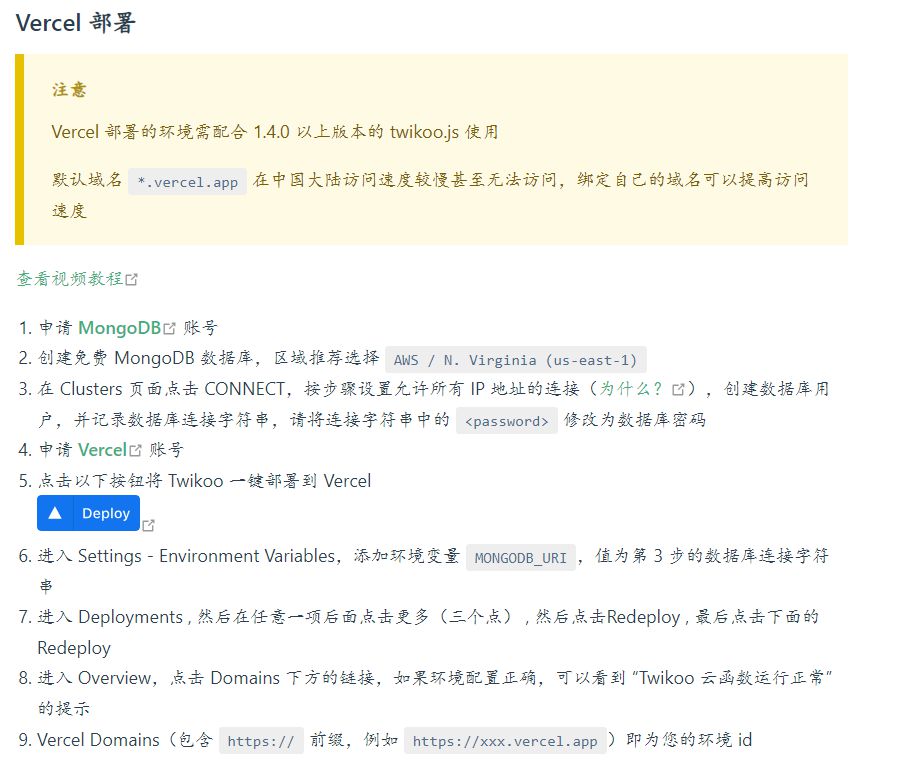 Vercel 部署
注意
Vercel 部署的环境需配合 1.4.0 以上版本的 twikoo.js 使用
默认域名 *.vercel.app 在中国大陆访问速度较慢甚至无法访问，绑定自己的域名可以提高访问
速度
查看视频教程
1. 申请 MongoDB 账号
2. 创建免费 MongoDB 数据库，区域推荐选择 AWS / N. Virginia (us-east-1)
3. 在 Clusters 页面点击 CONNECT，按步骤设置允许所有 IP 地址的连接（为什么？），创建数据库用
户，并记录数据库连接字符串，请将连接字符串中的 <password> 修改为数据库密码
4. 申请 Vercel 账号
5. 点击以下按钮将 Twikoo 一键部署到 Vercel
Deploy
6. 进入 Settings - Environment Variables，添加环境变量 MONGODB_URI ，值为第 3 步的数据库连接字符
串
7. 进入 Deployments , 然后在任意一项后面点击更多（三个点） , 然后点击Redeploy , 最后点击下面的
Redeploy
8. 进入 Overview，点击 Domains 下方的链接，如果环境配置正确，可以看到 “Twikoo 云函数运行正常”
的提示
9. Vercel Domains（包含 https:// 前缀，例如 https://xxx.vercel.app ）即为您的环境 id